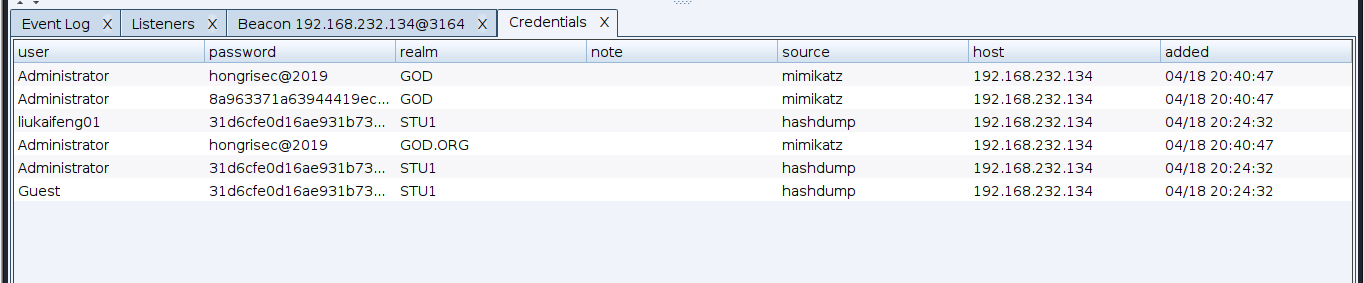 Event Log X Listeners X Beacon 192.168.232.134@3164 X Credentials X
user password realm note source host added
Administrator hongrisec@2019 GOD mimikatz 192.168.232.134 04/18 20:40:47
Administrator 8a963371a63944419ec... GOD mimikatz 192.168.232.134 04/18 20:40:47
liukaifeng01 31d6cfe0d16ae931b73... STU1 hashdump 192.168.232.134 04/18 20:24:32
Administrator hongrisec@2019 GOD.ORG mimikatz 192.168.232.134 04/18 20:40:47
Administrator 31d6cfe0d16ae931b73... STU1 hashdump 192.168.232.134 04/18 20:24:32
Guest 31d6cfe0d16ae931b73... STU1 hashdump 192.168.232.134 04/18 20:24:32